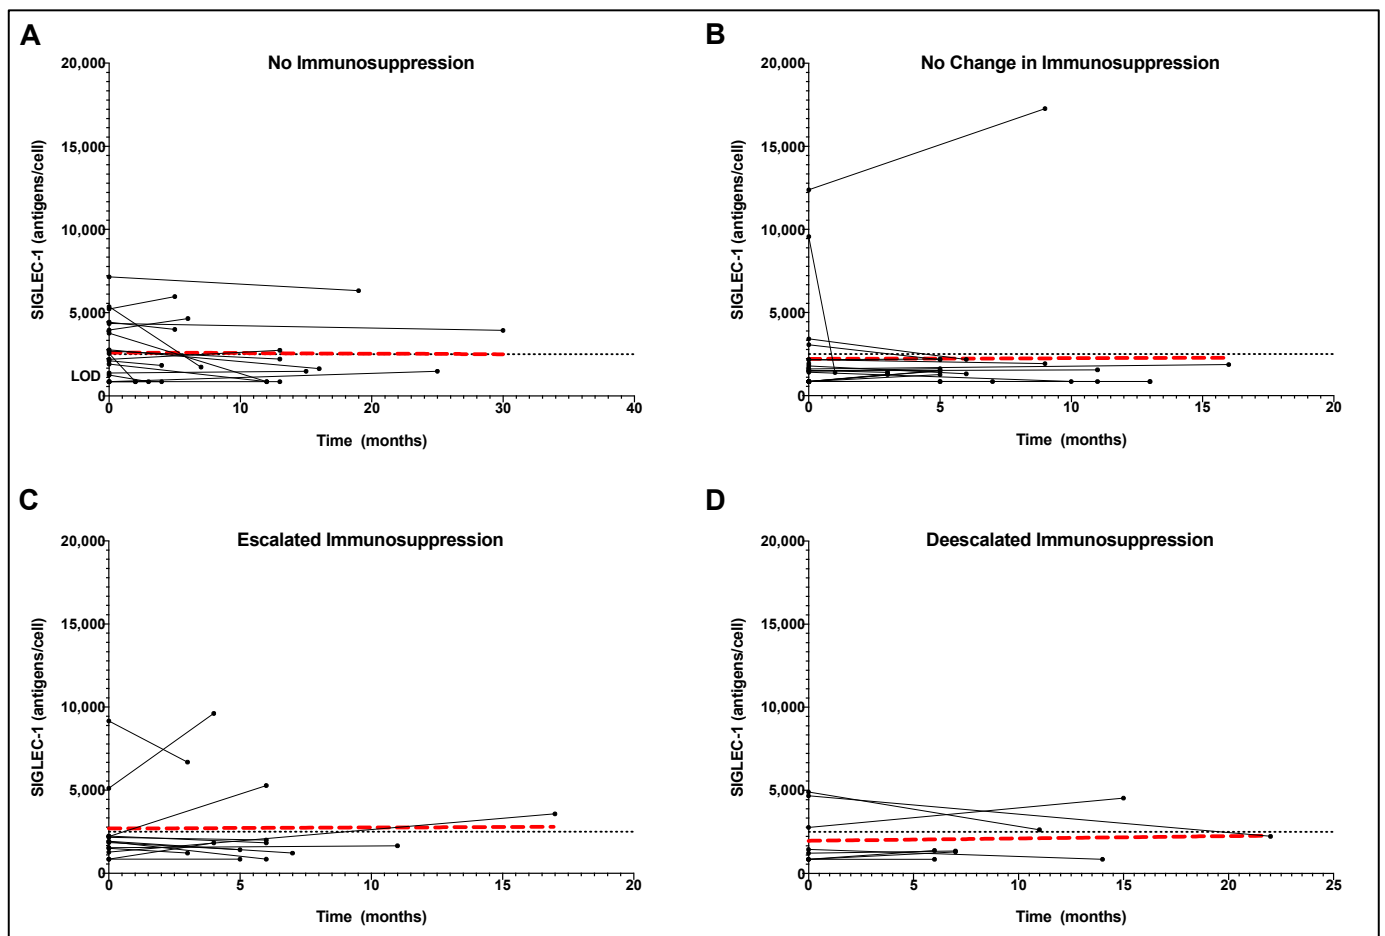 A
No Immunosuppression
20,000
15,000
10,000
5,000
LOD
0
SIGLEC-1 (antigens/cell)
0 10 20 30 40
Time (months)
B
No Change in Immunosuppression
20,000
15,000
10,000
5,000
0
SIGLEC-1 (antigens/cell)
0 5 10 15 20
Time (months)
C
Escalated Immunosuppression
20,000
15,000
10,000
5,000
0
SIGLEC-1 (antigens/cell)
0 5 10 15 20
Time (months)
D
Deescalated Immunosuppression
20,000
15,000
10,000
5,000
0
SIGLEC-1 (antigens/cell)
0 5 10 15 20 25
Time (months)